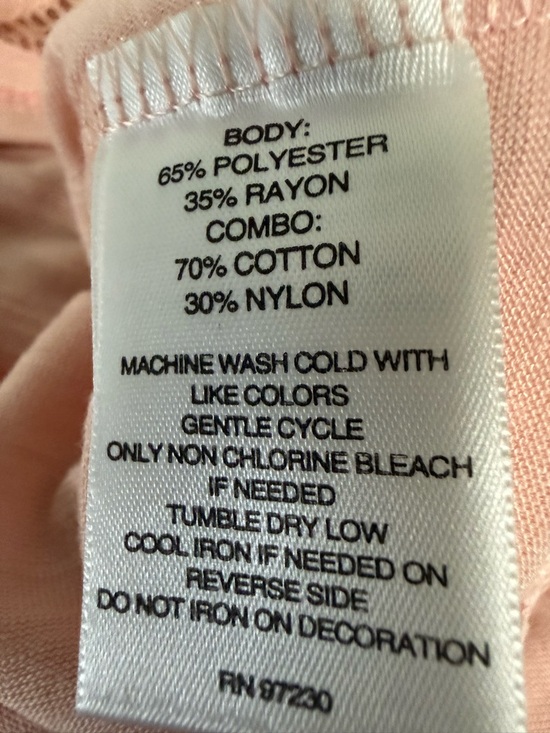 BODY:
65% POLYESTER
35% RAYON
COMBO:
70% COTTON
30% NYLON
MACHINE WASH COLD WITH
LIKE COLORS
GENTLE CYCLE
ONLY NON CHLORINE BLEACH
IF NEEDED
TUMBLE DRY LOW
COOL IRON IF NEEDED ON
REVERSE SIDE
DO NOT IRON ON DECORATION
RN 97230